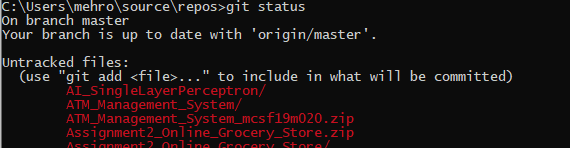 C:\Users\mehro\source\repos>git status
On branch master
Your branch is up to date with 'origin/master'.
Untracked files:
(use "git add <file>..." to include in what will be committed)
AI_SingleLayerPerceptron/
ATM_Management_System/
ATM_Management_System_mcsf19m020.zip
Assignment2_Online_Grocery_Store.zip
Assignment2_Online_Grocery_Store/